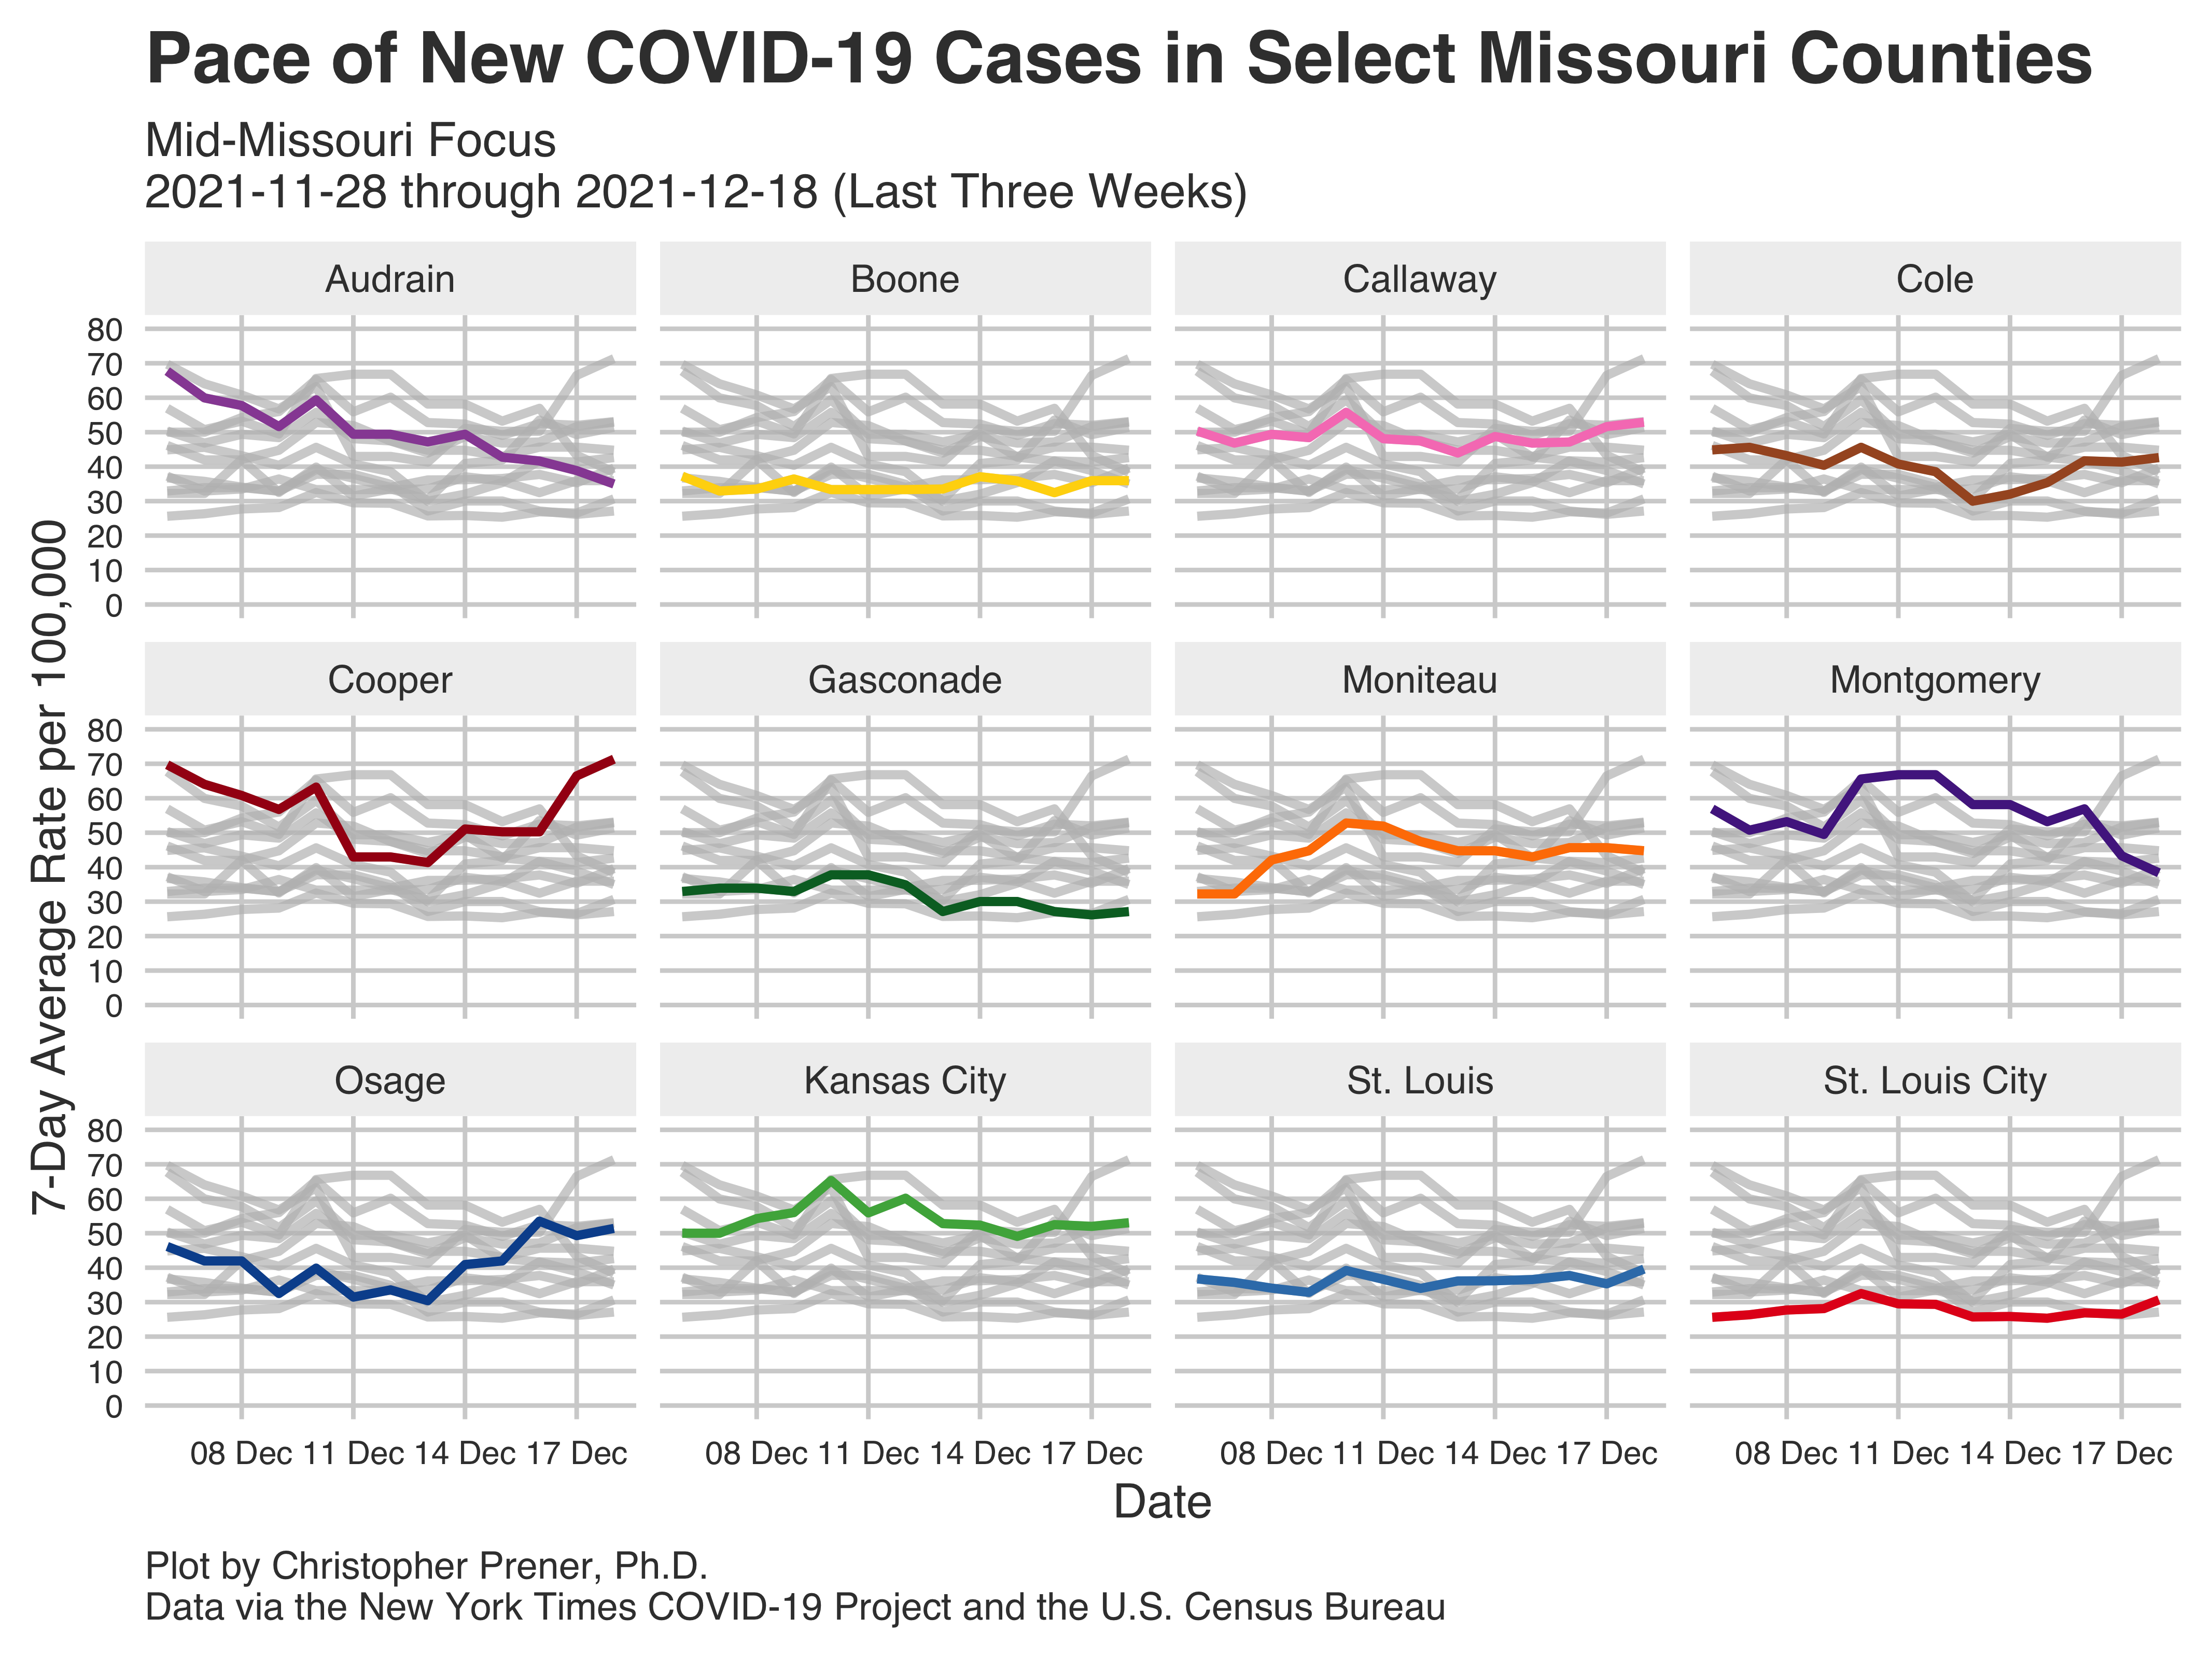 Pace of New COVID-19 Cases in Select Missouri Counties
Mid-Missouri Focus
2021-11-28 through 2021-12-18 (Last Three Weeks)
7-Day Average Rate per 100,000
Audrain
Boone
Callaway
Cole
80
70
60
50
40
30
20
10
0
Cooper
Gasconade
Moniteau
Montgomery
80
70
60
50
40
30
20
10
0
Osage
Kansas City
St. Louis
St. Louis City
80
70
60
50
40
30
20
10
0
08 Dec 11 Dec 14 Dec 17 Dec
08 Dec 11 Dec 14 Dec 17 Dec
08 Dec 11 Dec 14 Dec 17 Dec
08 Dec 11 Dec 14 Dec 17 Dec
Date
Plot by Christopher Prener, Ph.D.
Data via the New York Times COVID-19 Project and the U.S. Census Bureau